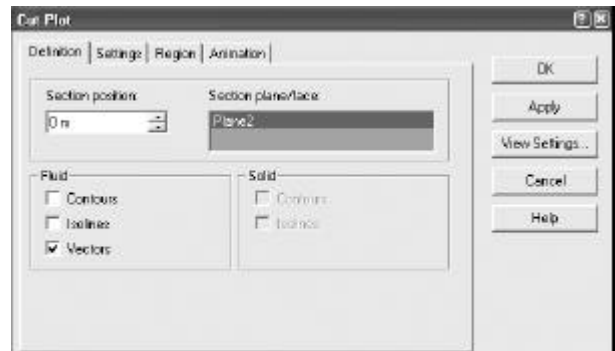 Cut Plot
Definition Settings Region Animation
Section position:
Section plane/face:
0 m
Plane2
Fluid
Contours
Isolines
Vectors
Solid
Contours
Isolines
OK
Apply
View Settings...
Cancel
Help